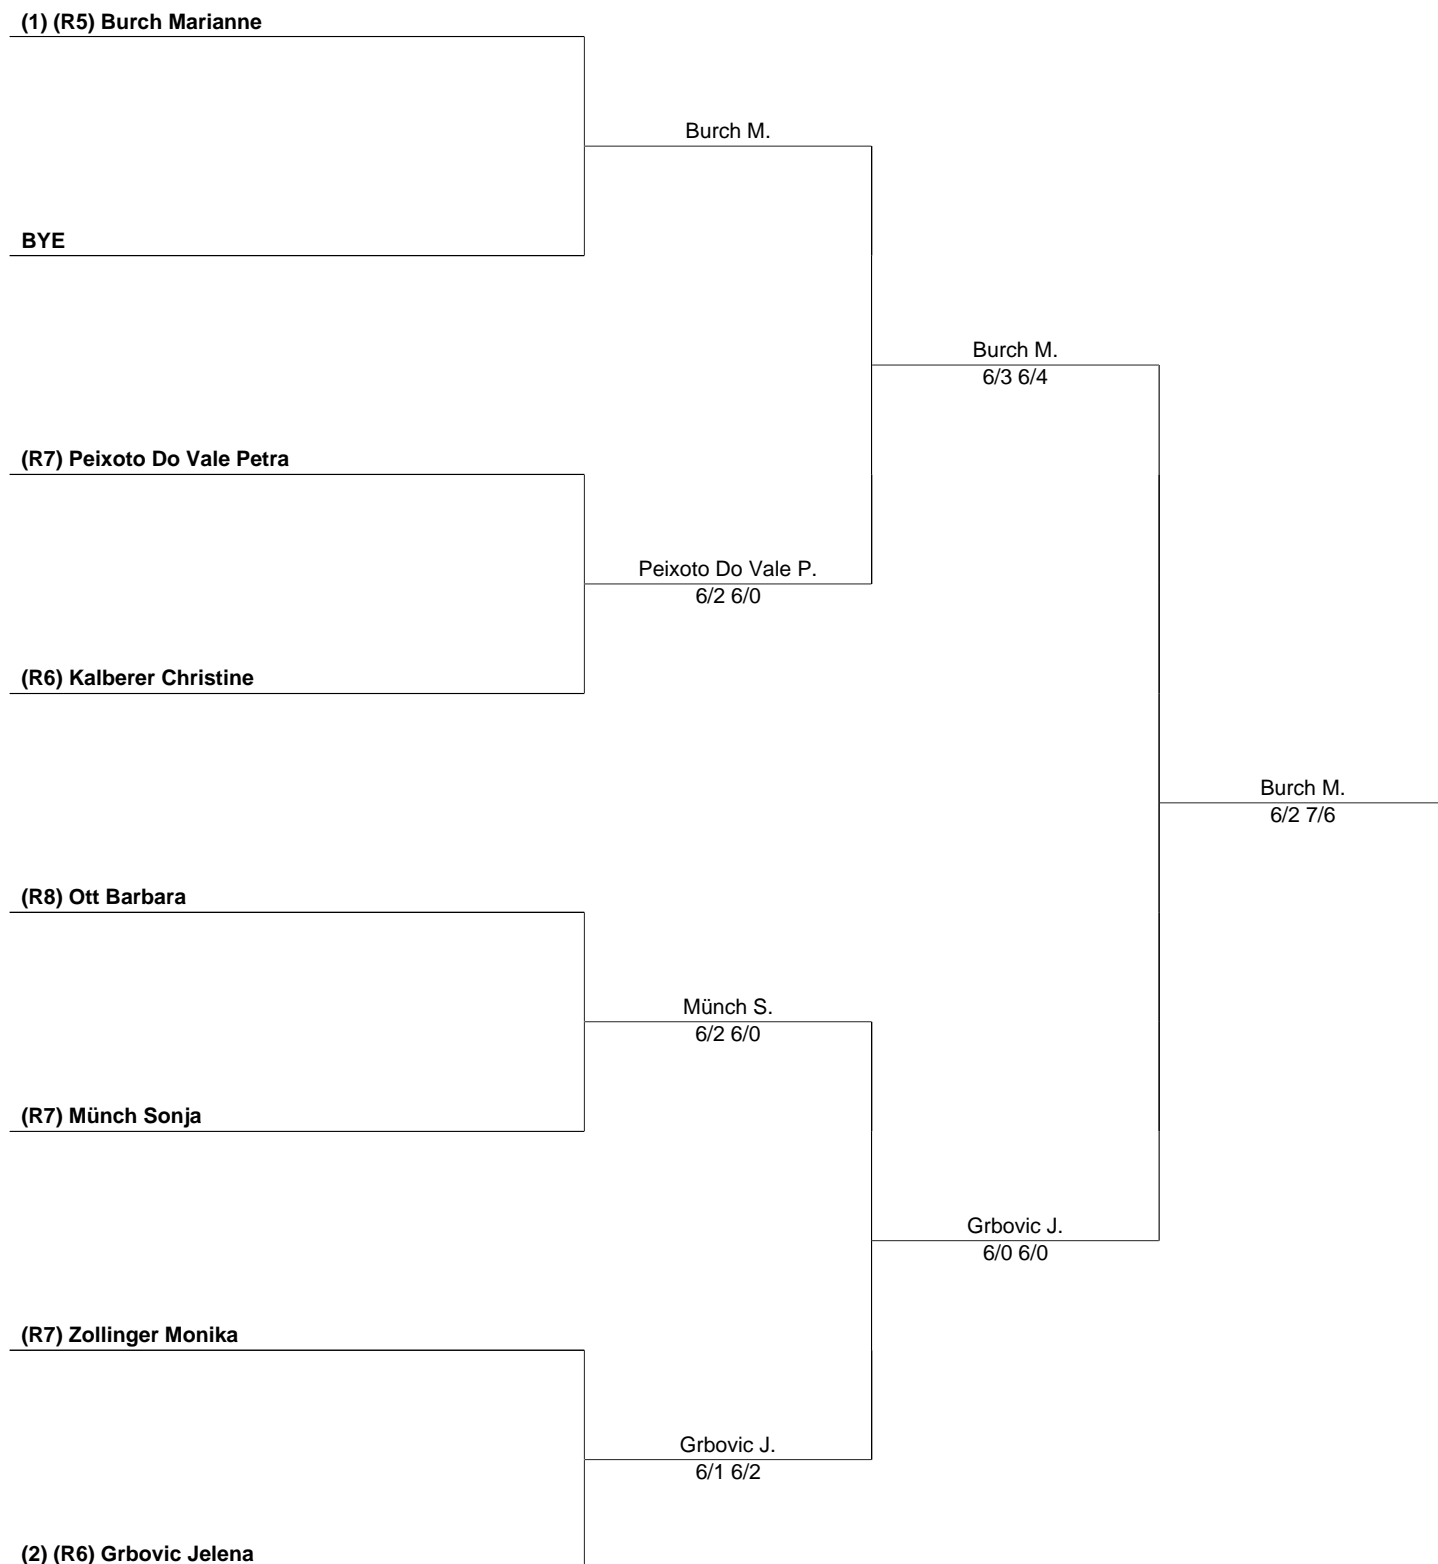 (1) (R5) Burch Marianne
Burch M.
BYE
Burch M.
6/3 6/4
(R7) Peixoto Do Vale Petra
Peixoto Do Vale P.
6/2 6/0
(R6) Kalberer Christine
Burch M.
6/2 7/6
(R8) Ott Barbara
Münch S.
6/2 6/0
(R7) Münch Sonja
Grbovic J.
6/0 6/0
(R7) Zollinger Monika
Grbovic J.
6/1 6/2
(2) (R6) Grbovic Jelena